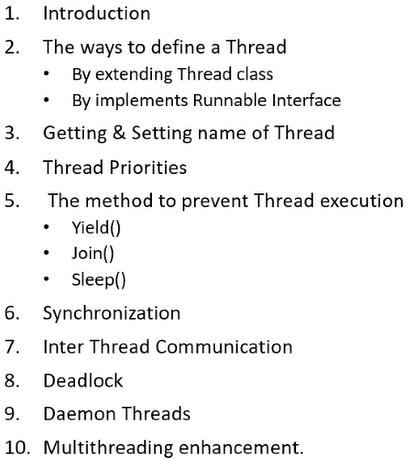 1. Introduction
2. The ways to define a Thread
• By extending Thread class
• By implements Runnable Interface
3. Getting & Setting name of Thread
4. Thread Priorities
5. The method to prevent Thread execution
• Yield()
• Join()
• Sleep()
6. Synchronization
7. Inter Thread Communication
8. Deadlock
9. Daemon Threads
10. Multithreading enhancement.